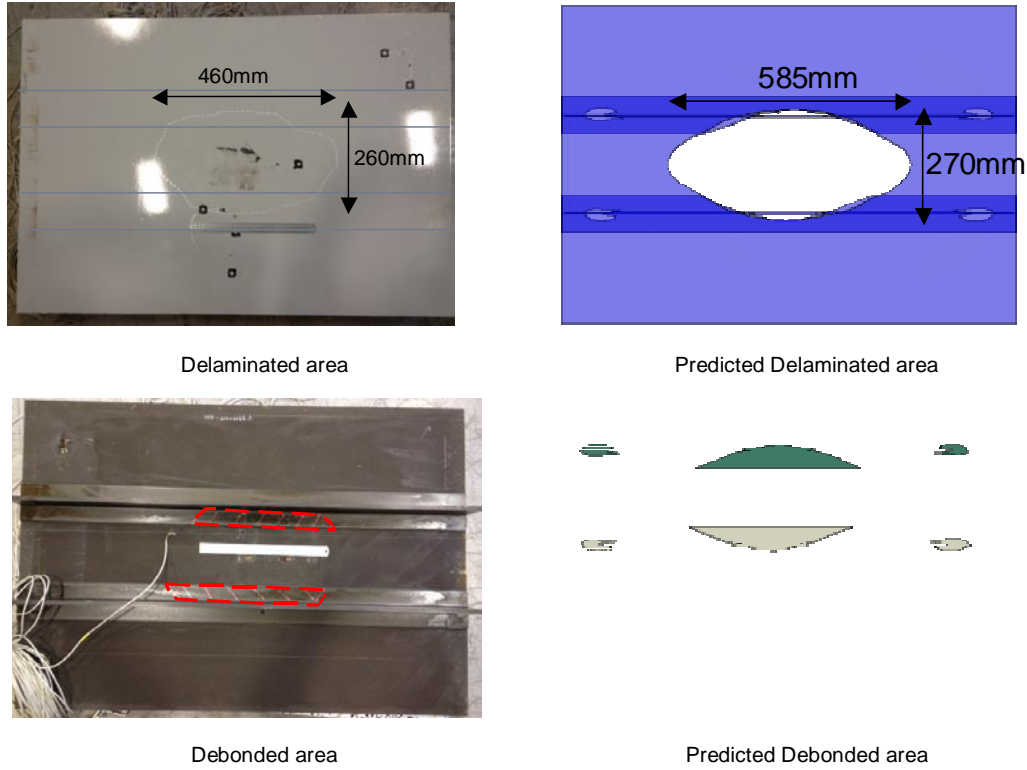 460mm
260mm
585mm
270mm
Delaminated area
Predicted Delaminated area
Debonded area
Predicted Debonded area